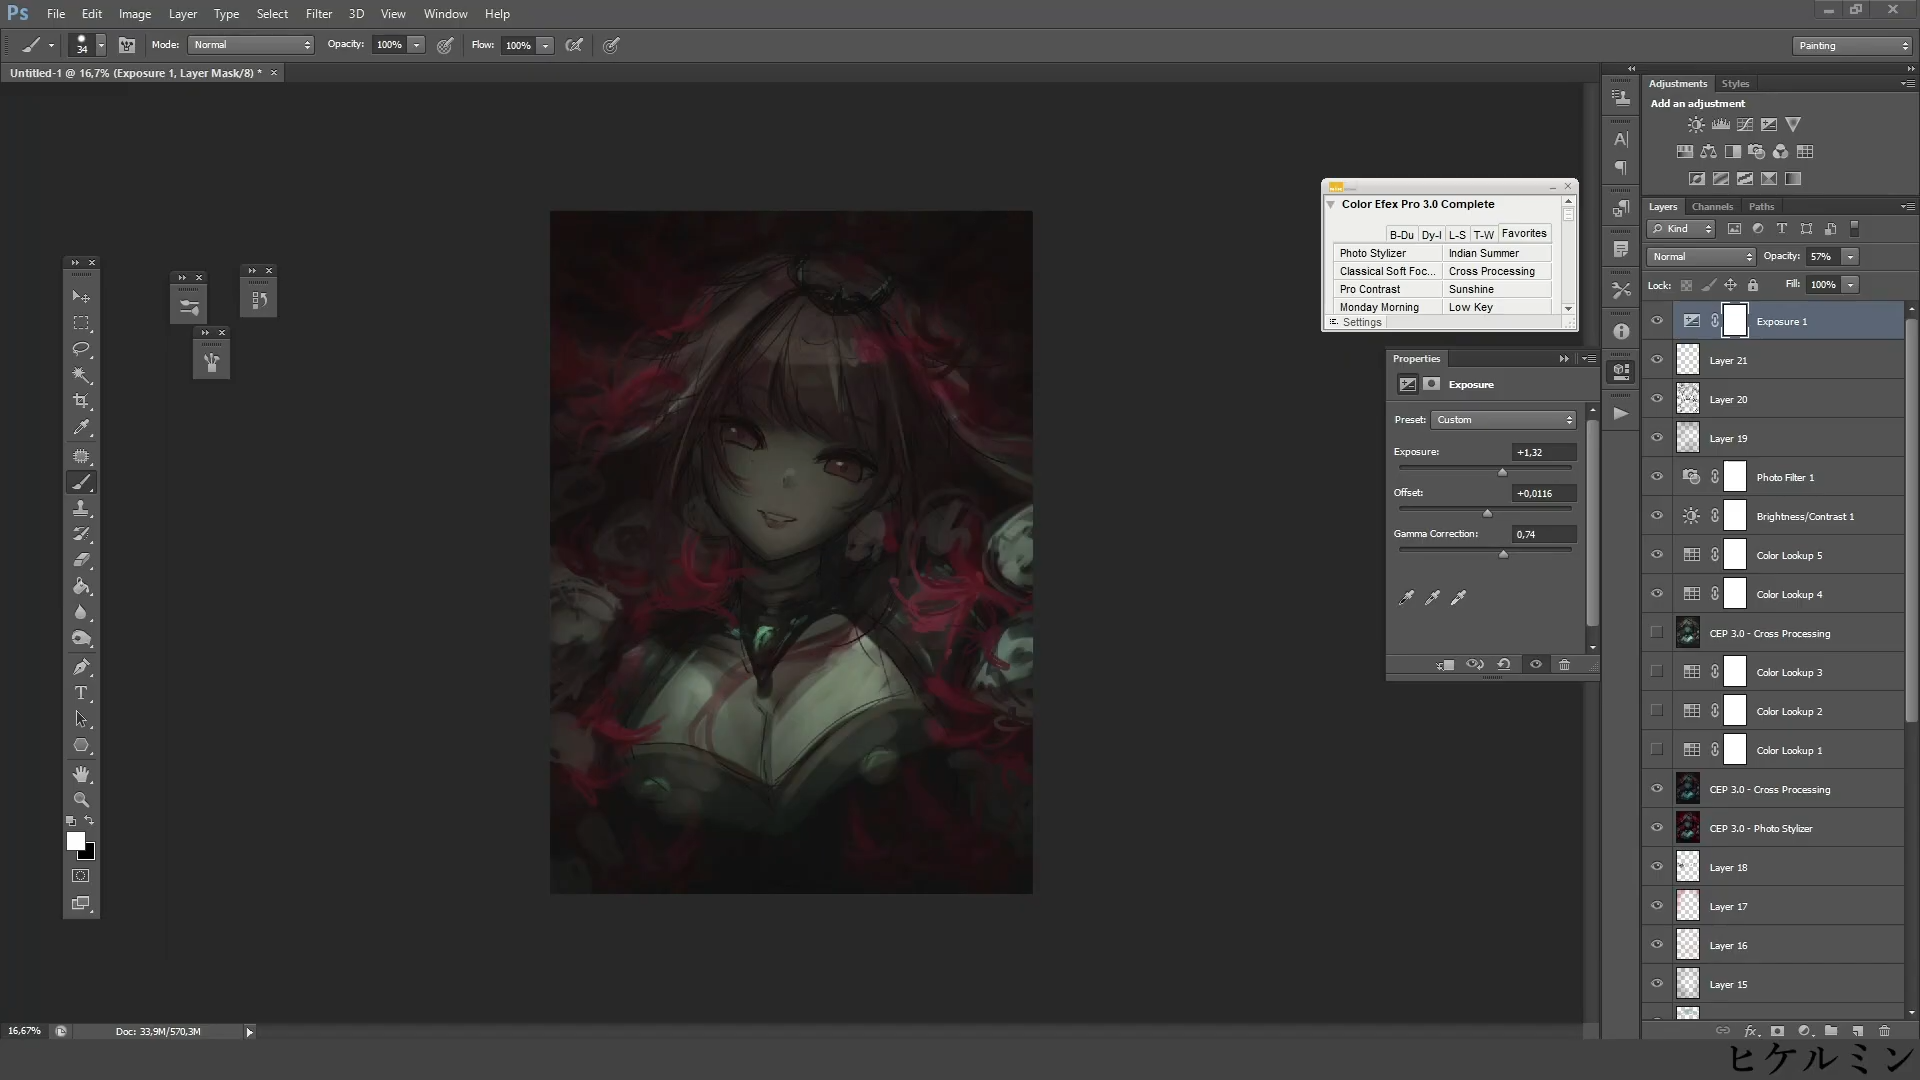 Ps File Edit Image Layer Type Select Filter 3D View Window Help
34 Mode: Normal Opacity: 100% Flow: 100% Painting
Untitled-1 @ 16,7% (Exposure 1, Layer Mask/8) * ×
Color Efex Pro 3.0 Complete
B-Du Dy-I L-S T-W Favorites
Photo Stylizer Indian Summer
Classical Soft Foc... Cross Processing
Pro Contrast Sunshine
Monday Morning Low Key
Settings
Properties
Exposure
Preset: Custom
Exposure: +1,32
Offset: +0,0116
Gamma Correction: 0,74
Adjustments Styles
Add an adjustment
Layers Channels Paths
Kind
Normal Opacity: 57%
Lock: Fill: 100%
Exposure 1
Layer 21
Layer 20
Layer 19
Photo Filter 1
Brightness/Contrast 1
Color Lookup 5
Color Lookup 4
CEP 3.0 - Cross Processing
Color Lookup 3
Color Lookup 2
Color Lookup 1
CEP 3.0 - Cross Processing
CEP 3.0 - Photo Stylizer
Layer 18
Layer 17
Layer 16
Layer 15
16,67% Doc: 33,9M/570,3M
ヒケルミン